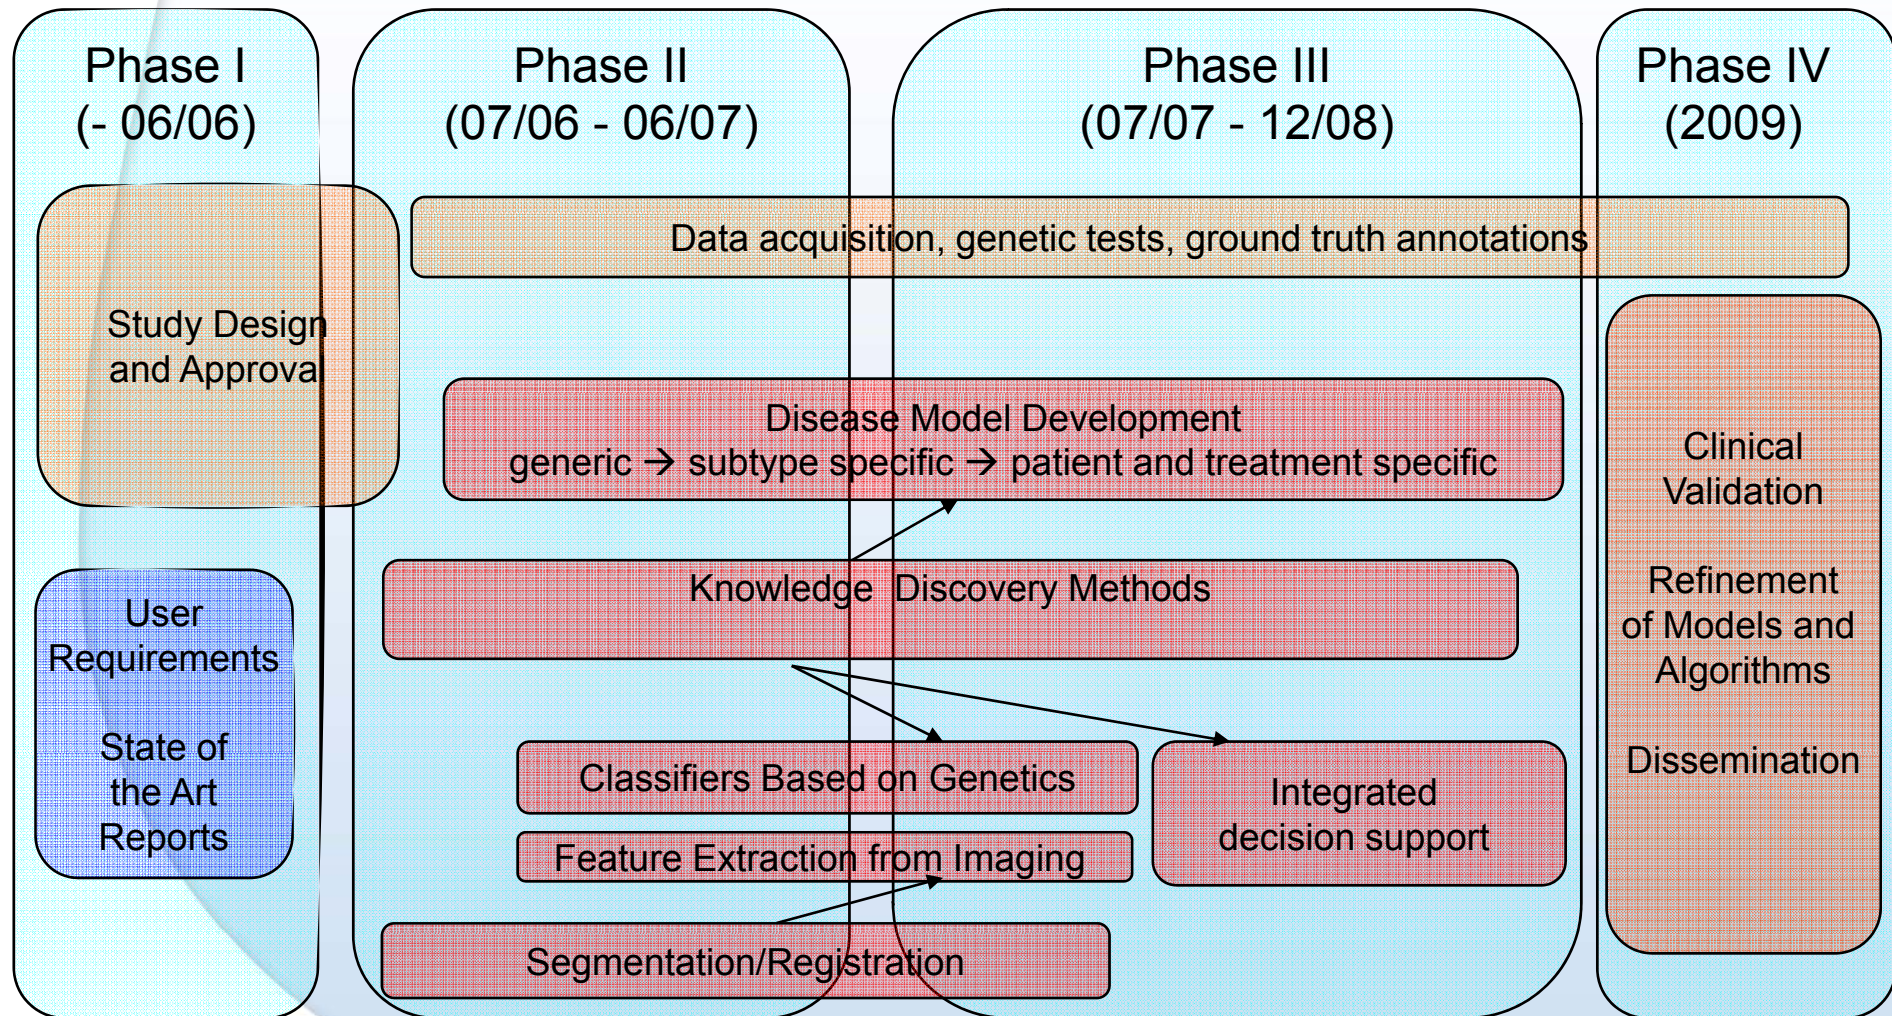 Phase I
(- 06/06)
Phase II
(07/06 - 06/07)
Phase III
(07/07 - 12/08)
Phase IV
(2009)
Data acquisition, genetic tests, ground truth annotations
Study Design
and Approval
Disease Model Development
generic → subtype specific → patient and treatment specific
Knowledge Discovery Methods
User
Requirements
State of
the Art
Reports
Classifiers Based on Genetics
Feature Extraction from Imaging
Segmentation/Registration
Integrated
decision support
Clinical
Validation
Refinement
of Models and
Algorithms
Dissemination